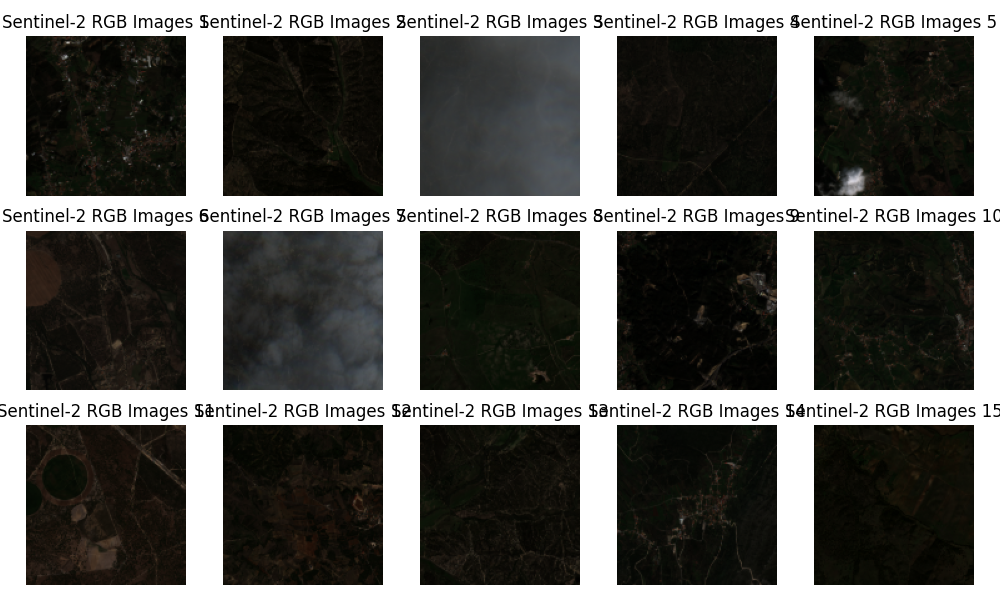 Sentinel-2 RGB Images 1 Sentinel-2 RGB Images 2 Sentinel-2 RGB Images 3 Sentinel-2 RGB Images 4 Sentinel-2 RGB Images 5
Sentinel-2 RGB Images 6 Sentinel-2 RGB Images 7 Sentinel-2 RGB Images 8 Sentinel-2 RGB Images 9 Sentinel-2 RGB Images 10
Sentinel-2 RGB Images 11 Sentinel-2 RGB Images 12 Sentinel-2 RGB Images 13 Sentinel-2 RGB Images 14 Sentinel-2 RGB Images 15